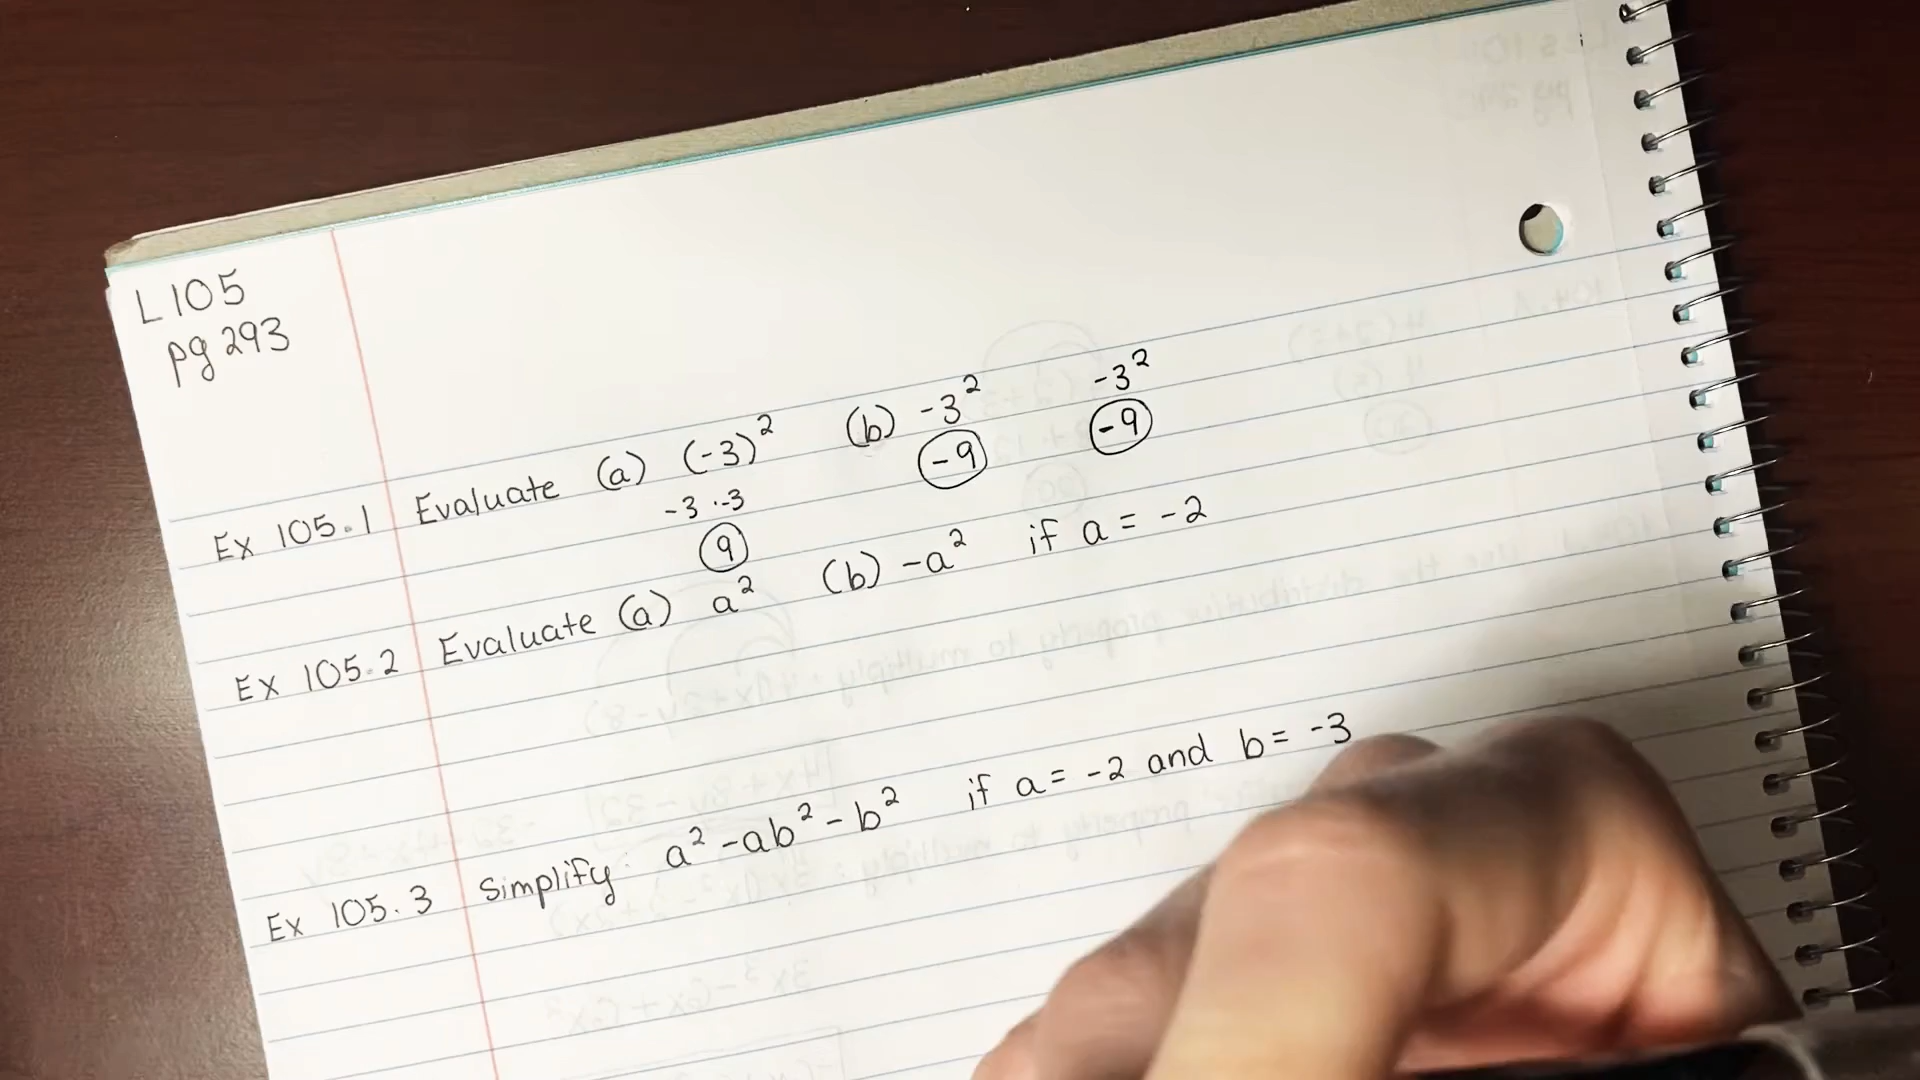 L 105
pg 293
Ex 105.1 Evaluate (a) (-3)² (b) -3² -3²
-3 · -3 -9 -9
9
Ex 105.2 Evaluate (a) a² (b) -a² if a = -2
Ex 105.3 Simplify: a² - ab² - b² if a = -2 and b = -3